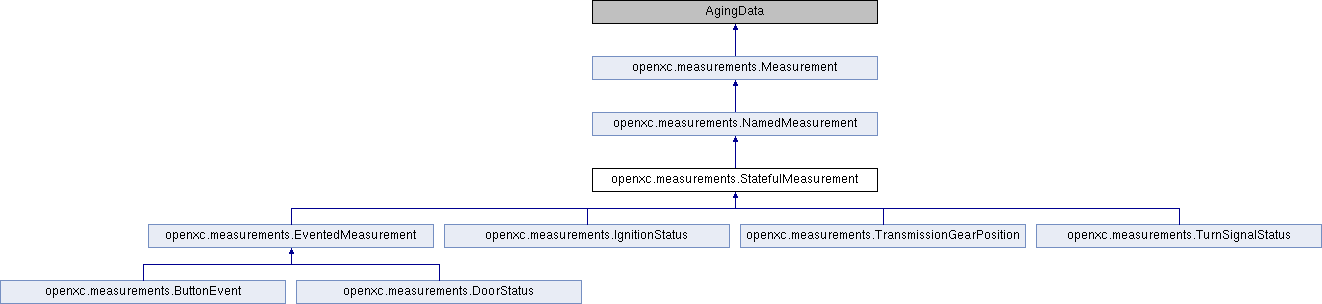 AgingData
openxc.measurements.Measurement
openxc.measurements.NamedMeasurement
openxc.measurements.StatefulMeasurement
openxc.measurements.EventedMeasurement
openxc.measurements.IgnitionStatus
openxc.measurements.TransmissionGearPosition
openxc.measurements.TurnSignalStatus
openxc.measurements.ButtonEvent
openxc.measurements.DoorStatus